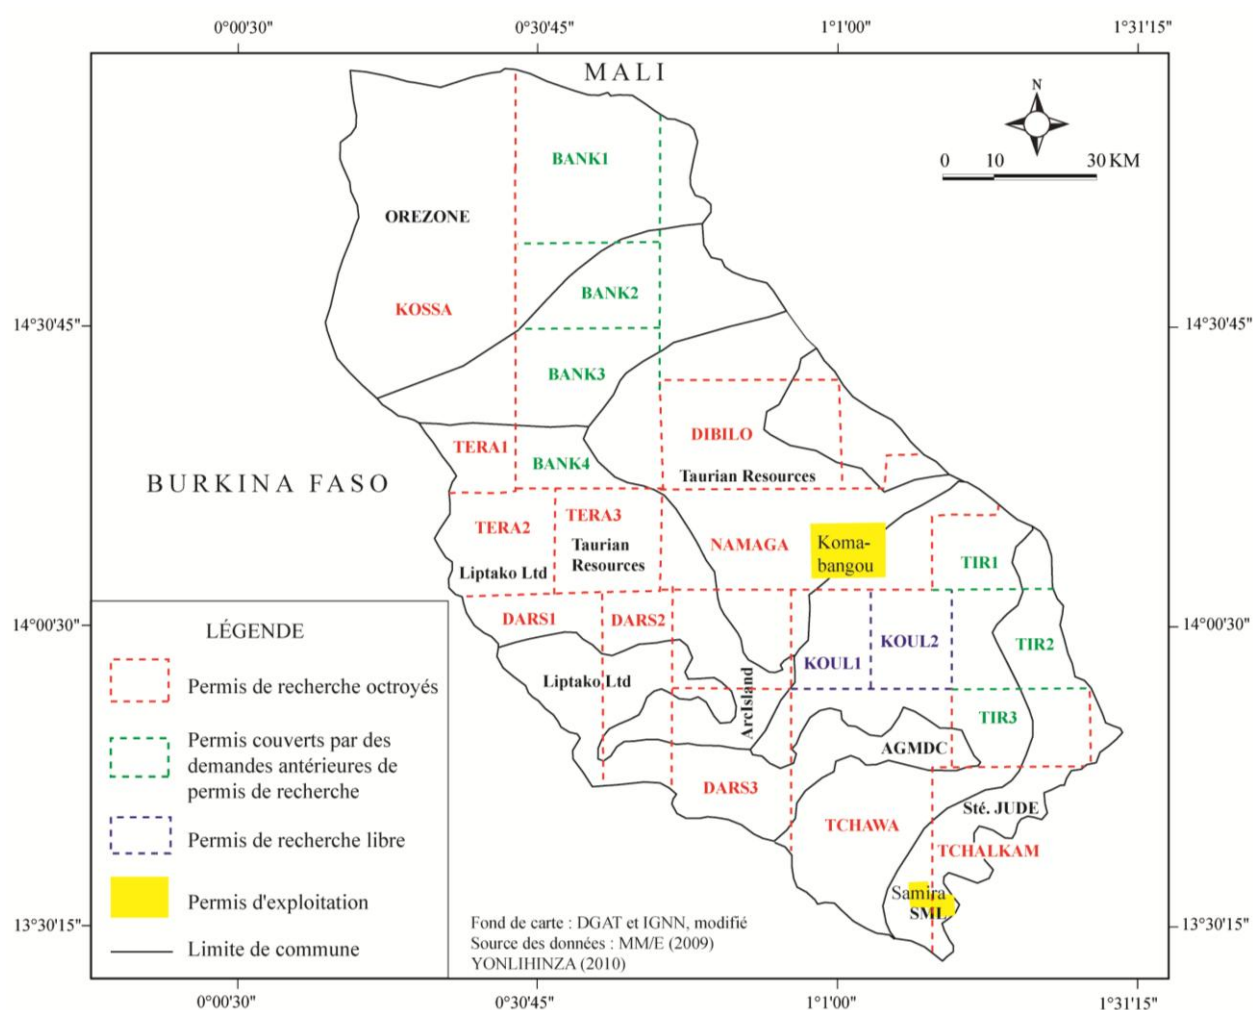 0°00'30"
0°30'45"
1°1'00"
1°31'15"
MALI
N
0 10 30 KM
BANK1
OREZONE
BANK2
KOSSA
14°30'45"
14°30'45"
BANK3
DIBILO
TERA1
BANK4
Taurian Resources
BURKINA FASO
TERA2
TERA3
Taurian
Resources
NAMAGA
Koma-
bangou
TIR1
Liptako Ltd
DARS1
DARS2
14°00'30"
14°00'30"
KOUL1
KOUL2
TIR2
Liptako Ltd
ArcIsland
TIR3
AGMDC
DARS3
Sté. JUDE
TCHAWA
TCHALKAM
Samira
SML
LÉGENDE
Permis de recherche octroyés
Permis couverts par des
demandes antérieures de
permis de recherche
Permis de recherche libre
Permis d'exploitation
Limite de commune
Fond de carte : DGAT et IGNN, modifié
Source des données : MM/E (2009)
YONLIHINZA (2010)
13°30'15"
13°30'15"
0°00'30"
0°30'45"
1°1'00"
1°31'15"